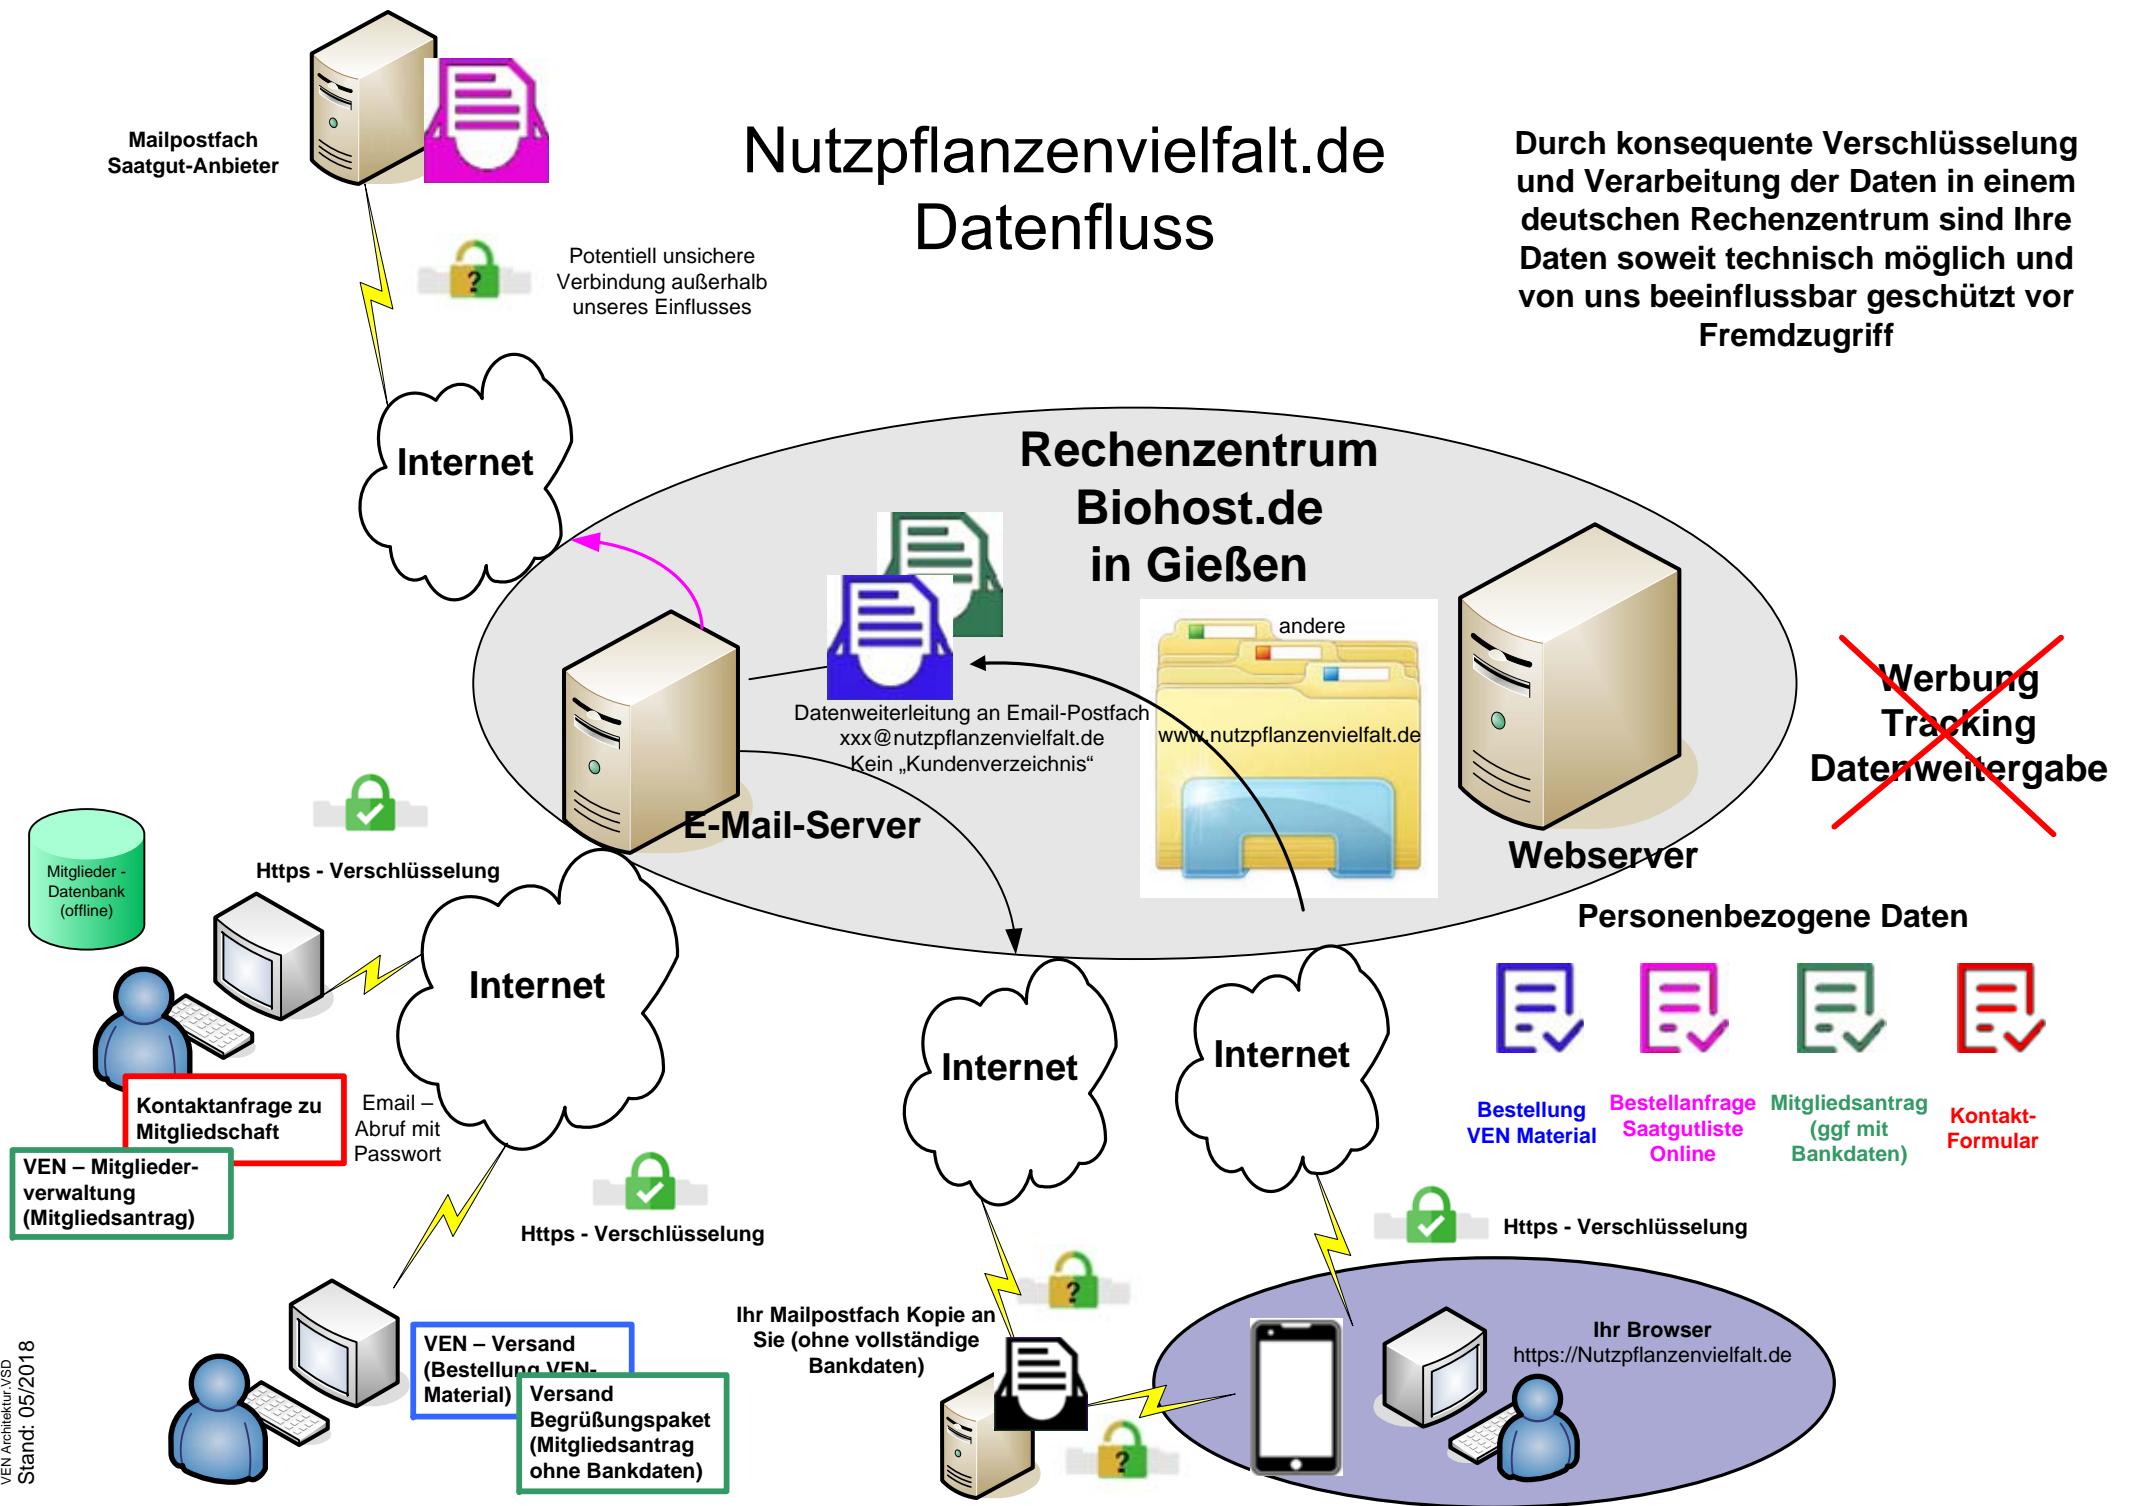 Nutzpflanzenvielfalt.de
Datenfluss
Durch konsequente Verschlüsselung
und Verarbeitung der Daten in einem
deutschen Rechenzentrum sind Ihre
Daten soweit technisch möglich und
von uns beeinflussbar geschützt vor
Fremdzugriff
Mailpostfach
Saatgut-Anbieter
Potentiell unsichere
Verbindung außerhalb
unseres Einflusses
Internet
Rechenzentrum
Biohost.de
in Gießen
andere
www.nutzpflanzenvielfalt.de
Datenweiterleitung an Email-Postfach
xxx@nutzpflanzenvielfalt.de
Kein „Kundenverzeichnis“
E-Mail-Server
Webserver
Werbung
Tracking
Datenweitergabe
Https - Verschlüsselung
Mitglieder -
Datenbank
(offline)
Internet
Kontaktanfrage zu
Mitgliedschaft
VEN – Mitglieder-
verwaltung
(Mitgliedsantrag)
Email –
Abruf mit
Passwort
Https - Verschlüsselung
Internet
Internet
Personenbezogene Daten
Bestellung
VEN Material
Bestellanfrage
Saatgutliste
Online
Mitgliedsantrag
(ggf mit
Bankdaten)
Kontakt-
Formular
Https - Verschlüsselung
VEN – Versand
(Bestellung VEN-
Material)
Versand
Begrüßungspaket
(Mitgliedsantrag
ohne Bankdaten)
Ihr Mailpostfach Kopie an
Sie (ohne vollständige
Bankdaten)
Ihr Browser
https://Nutzpflanzenvielfalt.de
VEN Architektur.VSD
Stand: 05/2018